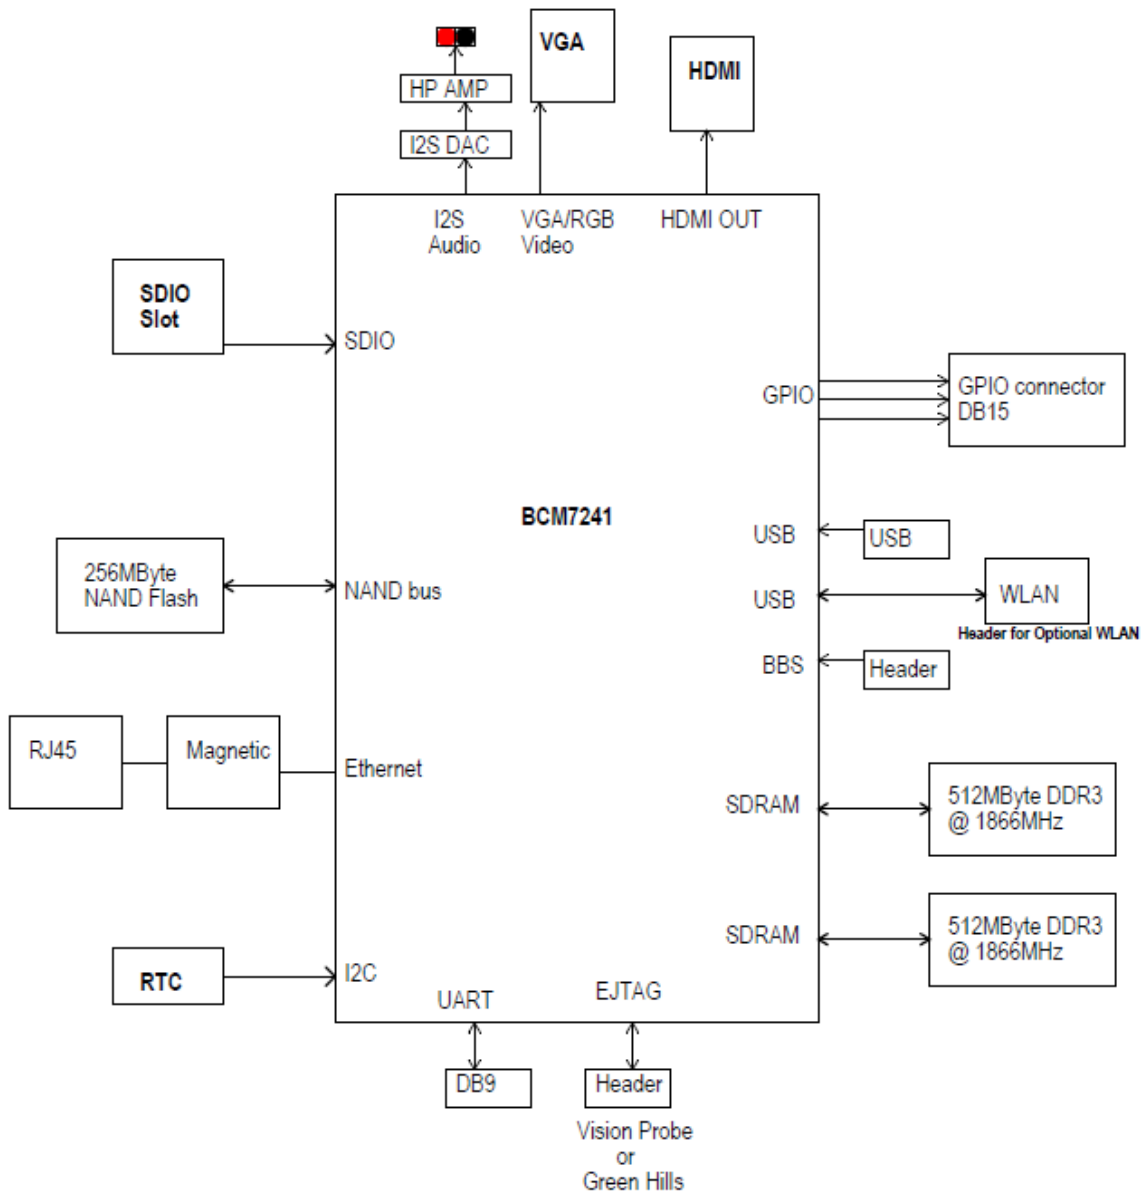 VGA
HDMI
HP AMP
I2S DAC
I2S
Audio
VGA/RGB
Video
HDMI OUT
SDIO
Slot
SDIO
GPIO
GPIO connector
DB15
BCM7241
USB
USB
256MByte
NAND Flash
NAND bus
USB
WLAN
Header for Optional WLAN
BBS
Header
RJ45
Magnetic
Ethernet
SDRAM
512MByte DDR3
@ 1866MHz
SDRAM
512MByte DDR3
@ 1866MHz
RTC
I2C
UART
EJTAG
DB9
Header
Vision Probe
or
Green Hills